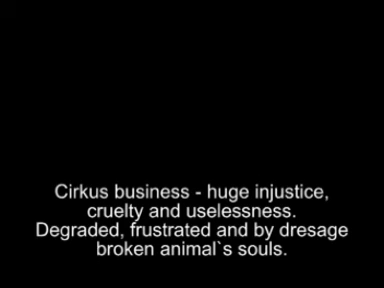 Cirkus business - huge injustice,
cruelty and uselessness.
Degraded, frustrated and by dresage
broken animal`s souls.